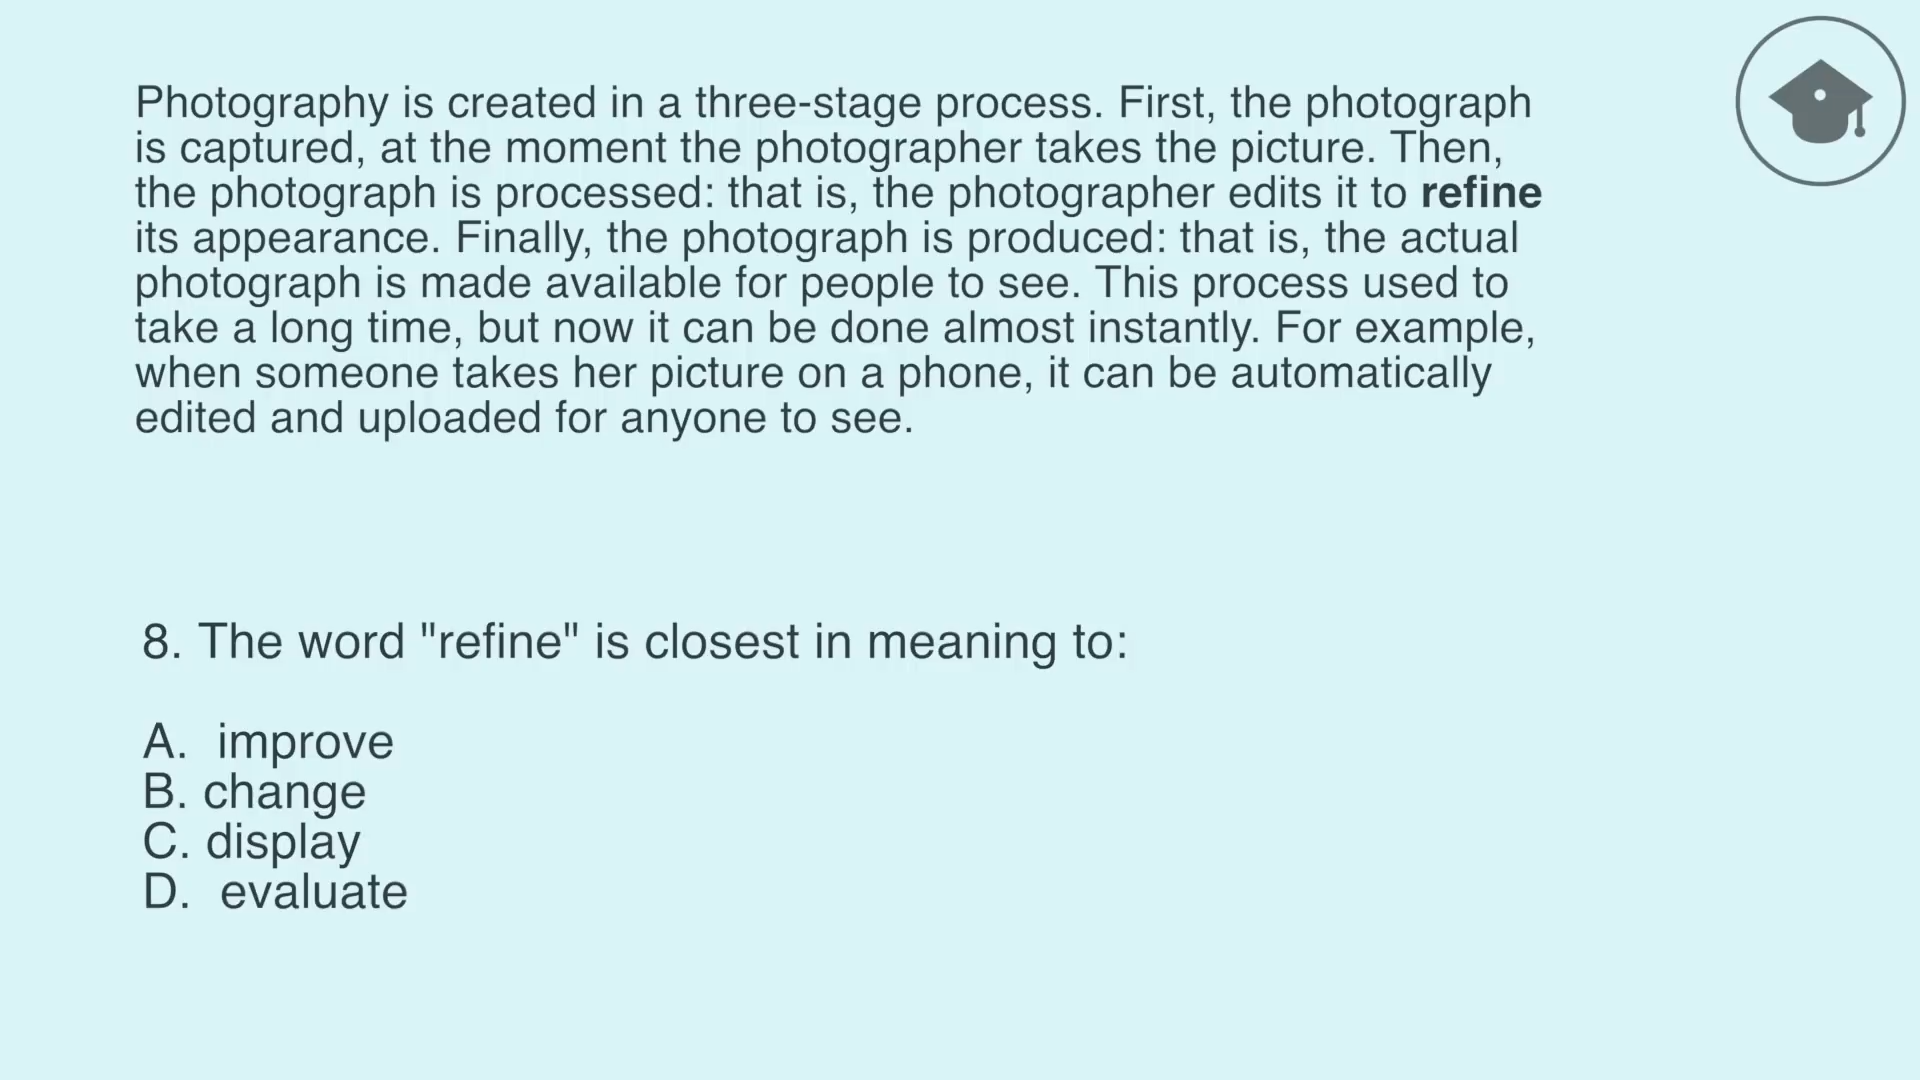 Photography is created in a three-stage process. First, the photograph
is captured, at the moment the photographer takes the picture. Then,
the photograph is processed: that is, the photographer edits it to refine
its appearance. Finally, the photograph is produced: that is, the actual
photograph is made available for people to see. This process used to
take a long time, but now it can be done almost instantly. For example,
when someone takes her picture on a phone, it can be automatically
edited and uploaded for anyone to see.
8. The word "refine" is closest in meaning to:
A. improve
B. change
C. display
D. evaluate